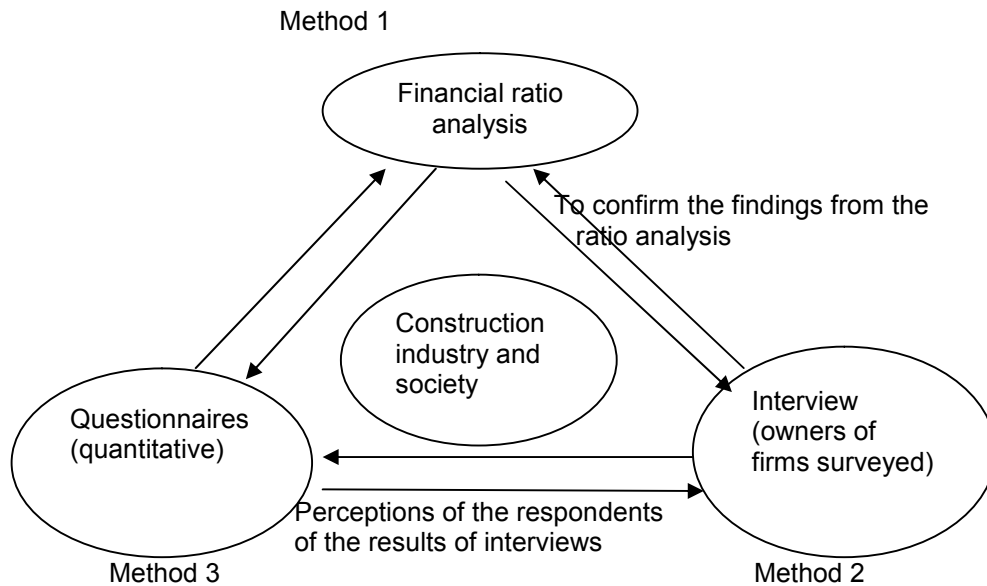 Method 1
Financial ratio
analysis
To confirm the findings from the
ratio analysis
Construction
industry and
society
Questionnaires
(quantitative)
Interview
(owners of
firms surveyed)
Perceptions of the respondents
of the results of interviews
Method 3
Method 2